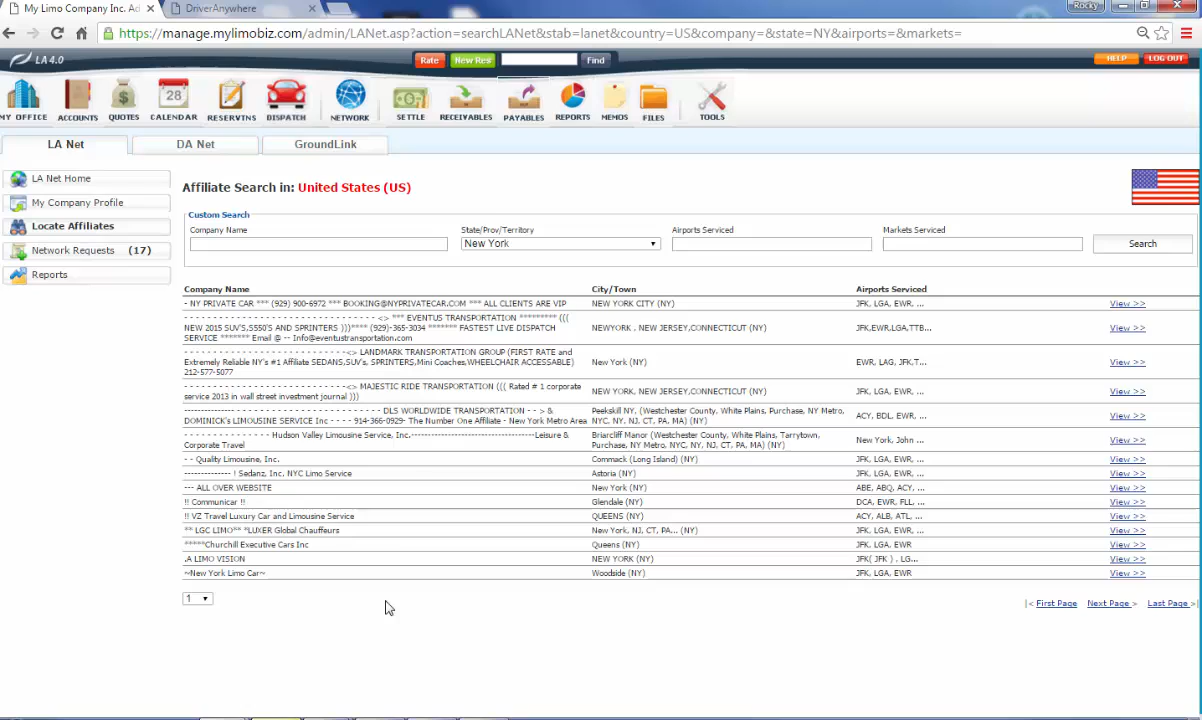 My Limo Company Inc. Ad
DriverAnywhere
Rocky
https://manage.mylimobiz.com/admin/LANet.asp?action=searchLANet&stab=lanet&country=US&company=&state=NY&airports=&markets=
LA 4.0
Rate
New Res
Find
HELP
LOG OUT
MY OFFICE
ACCOUNTS
QUOTES
28
CALENDAR
RESERVTNS
DISPATCH
NETWORK
SETTLE
RECEIVABLES
PAYABLES
REPORTS
MEMOS
FILES
TOOLS
LA Net
DA Net
GroundLink
LA Net Home
My Company Profile
Locate Affiliates
Network Requests (17)
Reports
Affiliate Search in: United States (US)
Custom Search
Company Name
State/Prov/Territory
Airports Serviced
Markets Serviced
New York
Search
Company Name City/Town Airports Serviced
- NY PRIVATE CAR *** (929) 900-6972 *** BOOKING@NYPRIVATECAR.COM *** ALL CLIENTS ARE VIP NEW YORK CITY (NY) JFK, LGA, EWR, ... View >>
- - - - - - - - - - - - - - - - - - - - - - - - - - - - - - - - - - <> *** EVENTUS TRANSPORTATION ********* (((
NEW 2015 SUV'S,S550'S AND SPRINTERS )))**** (929)-365-3034 ******* FASTEST LIVE DISPATCH NEWYORK . NEW JERSEY,CONNECTICUT (NY) JFK,EWR,LGA,TTB... View >>
SERVICE ******* Email @ -- Info@eventustransportation.com
- - - - - - - - - - - - - - - - - - - - - - - - - - - -<> LANDMARK TRANSPORTATION GROUP (FIRST RATE and
Extremely Reliable NY's #1 Affiliate SEDANS,SUV's, SPRINTERS,Mini Coaches,WHEELCHAIR ACCESSABLE) New York (NY) EWR, LAG, JFK,T... View >>
212-577-5077
- - - - - - - - - - - - - - - - - - - - - - - - - - - -<> MAJESTIC RIDE TRANSPORTATION ((( Rated # 1 corporate
service 2013 in wall street investment journal ))) NEW YORK, NEW JERSEY,CONNECTICUT (NY) JFK, LGA, EWR, ... View >>
--------------- - - - - - - - - - - - - - - - - - - - - - - - - - DLS WORLDWIDE TRANSPORTATION - - > &
DOMINICK's LIMOUSINE SERVICE Inc - - - - 914-366-0929- The Number One Affiliate - New York Metro Area
Peekskill NY. (Westchester County, White Plains, Purchase, NY Metro,
NYC, NY, NJ, CT, PA, MA) (NY)
ACY, BDL, EWR, ... View >>
- - - - - - - - - - - - - - - Hudson Valley Limousine Service, Inc.------------------------------------Leisure &
Corporate Travel
Briarcliff Manor (Westchester County, White Plains, Tarrytown,
Purchase, NY Metro, NYC, NY, NJ, CT, PA, MA) (NY)
New York, John ... View >>
- - Quality Limousine, Inc. Commack (Long Island) (NY) JFK, LGA, EWR, ... View >>
-------------- ! Sedanz, Inc. NYC Limo Service Astoria (NY) JFK, LGA, EWR, ... View >>
--- ALL OVER WEBSITE New York (NY) ABE, ABQ, ACY, ... View >>
!! Communicar !! Glendale (NY) DCA, EWR, FLL, ... View >>
!! VZ Travel Luxury Car and Limousine Service QUEENS (NY) ACY, ALB, ATL, ... View >>
** LGC LIMO** *LUXER Global Chauffeurs New York, NJ, CT, PA... (NY) JFK, LGA, EWR, ... View >>
*****Churchill Executive Cars Inc Queens (NY) JFK, LGA, EWR View >>
.A LIMO VISION NEW YORK (NY) JFK( JFK ) , LG... View >>
~New York Limo Car~ Woodside (NY) JFK, LGA, EWR View >>
1
|< First Page Next Page > Last Page >|